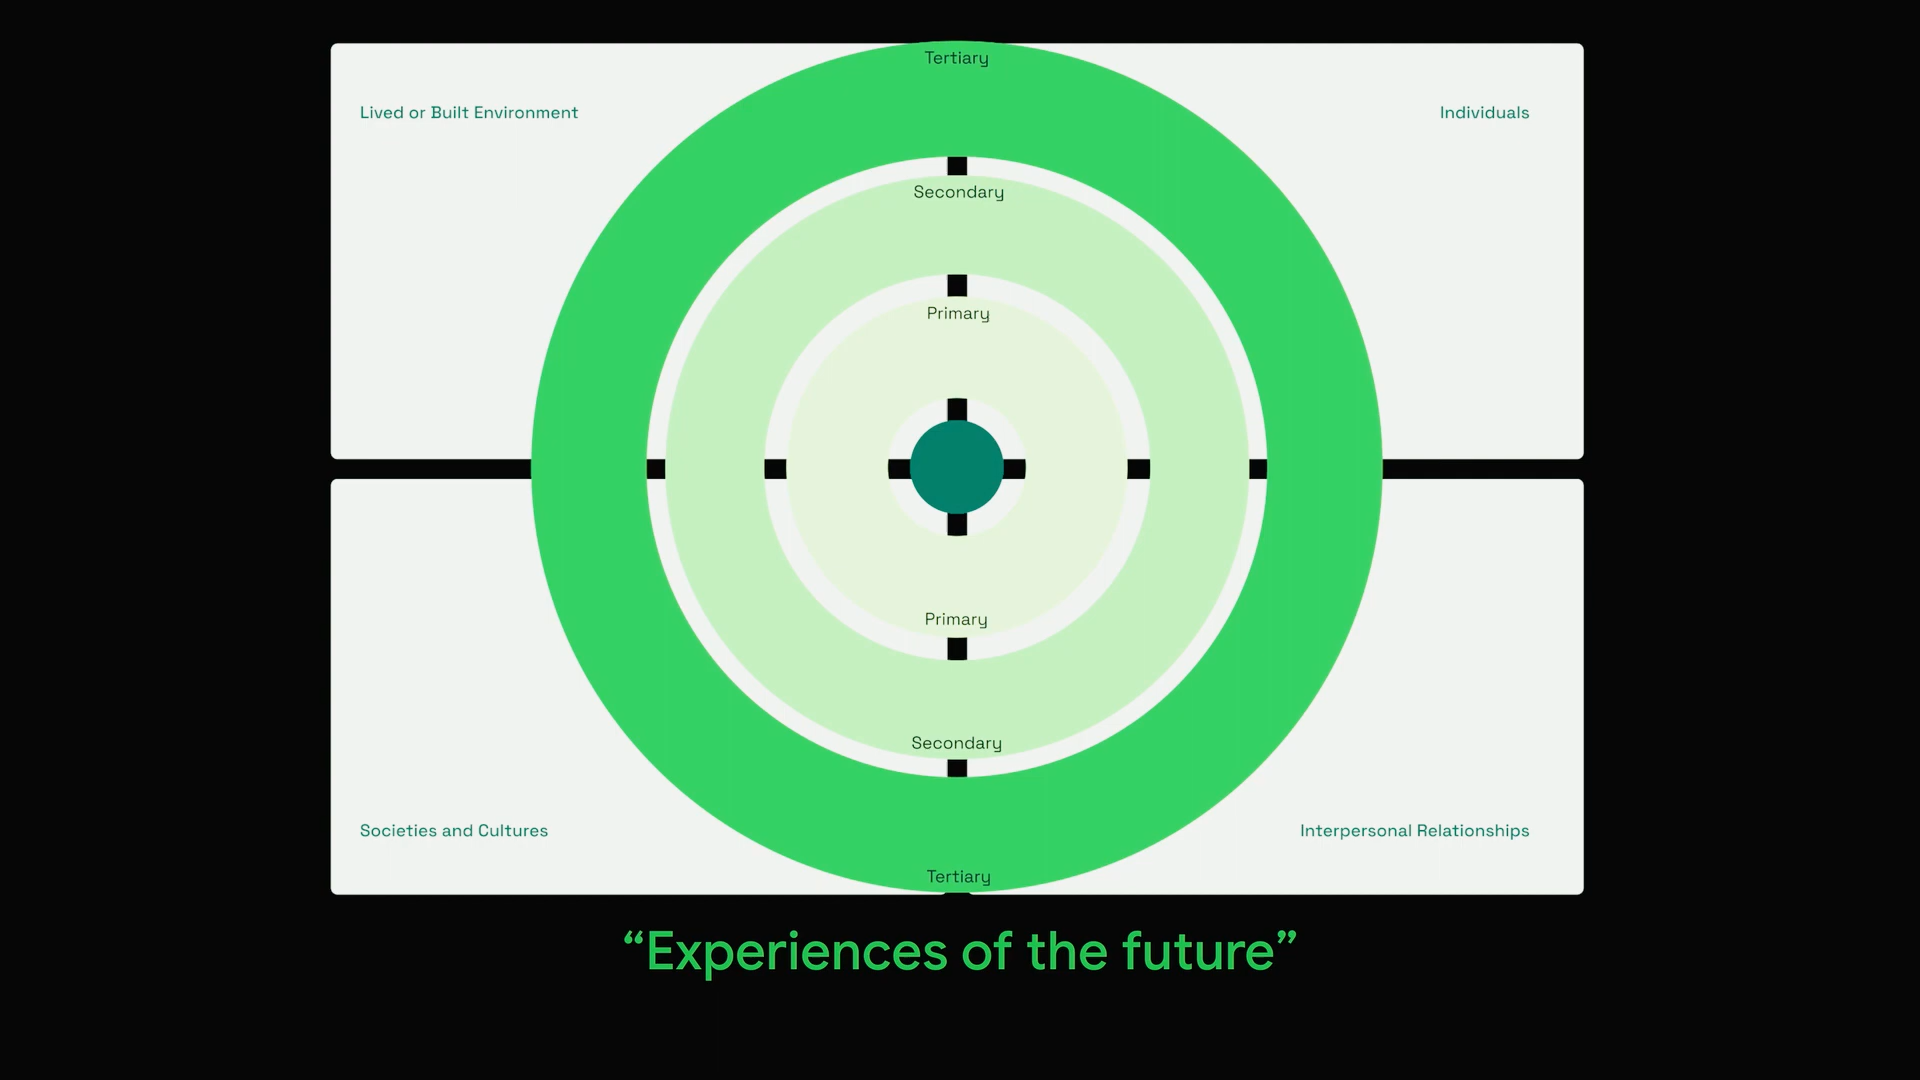 Tertiary
Lived or Built Environment
Individuals
Secondary
Primary
Primary
Secondary
Societies and Cultures
Interpersonal Relationships
Tertiary
“Experiences of the future”